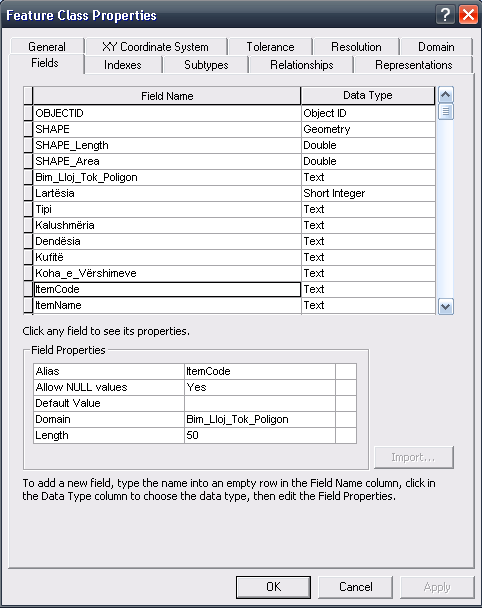 Feature Class Properties
General XY Coordinate System Tolerance Resolution Domain
Fields Indexes Subtypes Relationships Representations
Field Name Data Type
OBJECTID Object ID
SHAPE Geometry
SHAPE_Length Double
SHAPE_Area Double
Bim_Lloj_Tok_Poligon Text
Lartësia Short Integer
Tipi Text
Kalushmëria Text
Dendësia Text
Kufitë Text
Koha_e_Vërshimeve Text
ItemCode Text
ItemName Text
Click any field to see its properties.
Field Properties
Alias ItemCode
Allow NULL values Yes
Default Value
Domain Bim_Lloj_Tok_Poligon
Length 50
Import...
To add a new field, type the name into an empty row in the Field Name column, click in
the Data Type column to choose the data type, then edit the Field Properties.
OK Cancel Apply